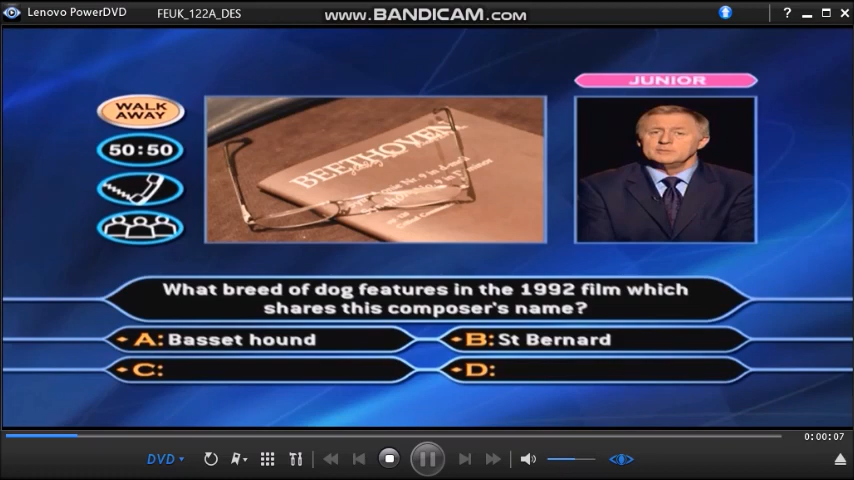 Lenovo PowerDVD
FEUK_122A_DES
www.BANDICAM.com
?
JUNIOR
WALK
AWAY
50:50
BEETHOVEN
What breed of dog features in the 1992 film which
shares this composer's name?
A: Basset hound
B: St Bernard
C:
D:
0:00:07
DVD